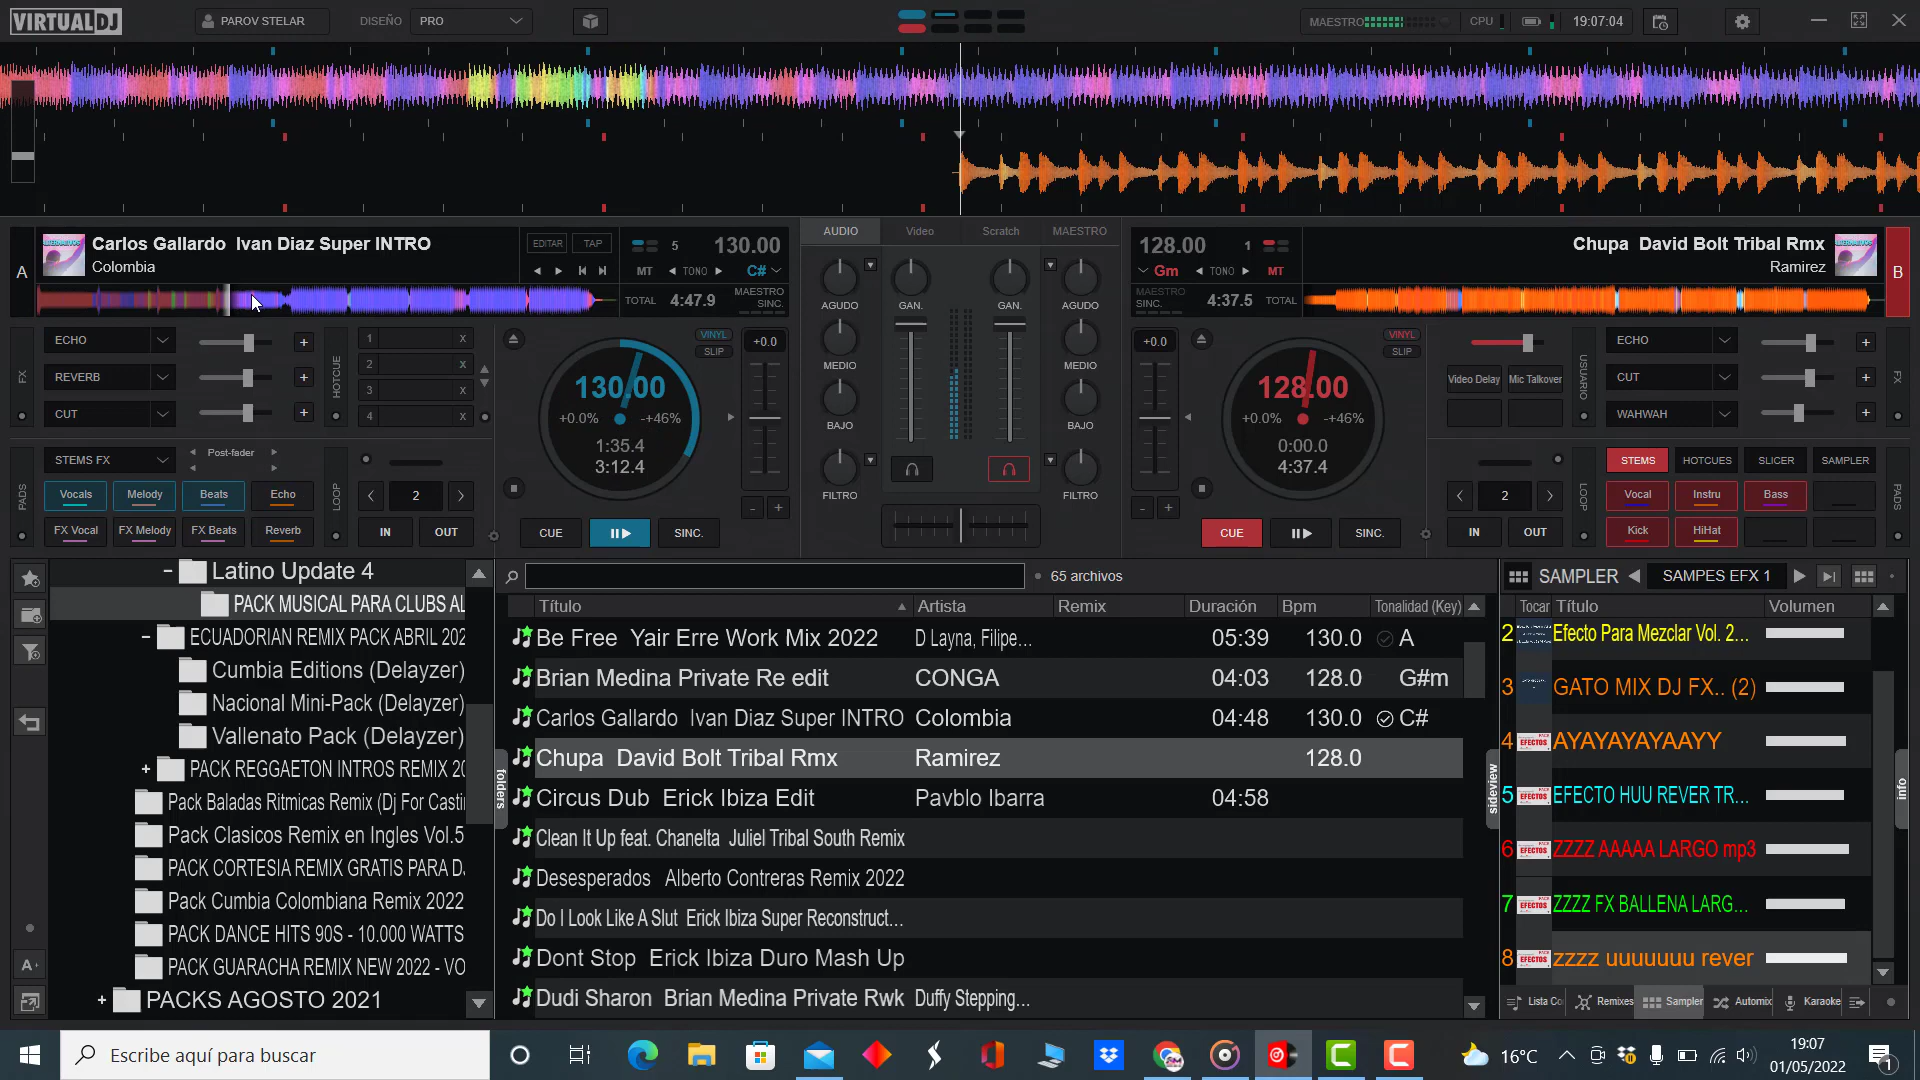 VIRTUALDJ
PAROV STELAR
DISEÑO
PRO
MAESTRO
CPU
19:07:04
A
Carlos Gallardo  Ivan Diaz Super INTRO
Colombia
EDITAR
TAP
5
130.00
MT
TONO
C#
TOTAL
4:47.9
MAESTRO
SINC.
AUDIO
Video
Scratch
MAESTRO
AGUDO
GAN.
GAN.
AGUDO
MEDIO
MEDIO
BAJO
BAJO
FILTRO
FILTRO
128.00
1
Gm
TONO
MT
MAESTRO
SINC.
4:37.5
TOTAL
Chupa  David Bolt Tribal Rmx
Ramirez
B
FX
ECHO
REVERB
CUT
+
+
+
HOTCUE
1 x
2 x
3 x
4 x
VINYL
SLIP
+0.0
130.00
+0.0%
-+46%
1:35.4
3:12.4
PADS
STEMS FX
Post-fader
Vocals
Melody
Beats
Echo
FX Vocal
FX Melody
FX Beats
Reverb
LOOP
2
IN
OUT
CUE
SINC.
- +
+0.0
VINYL
SLIP
128.00
+0.0%
-+46%
0:00.0
4:37.4
- +
CUE
SINC.
Video Delay
Mic Talkover
USUARIO
ECHO
CUT
WAHWAH
+
+
+
FX
2
IN
OUT
LOOP
STEMS
HOTCUES
SLICER
SAMPLER
Vocal
Instru
Bass
Kick
HiHat
PADS
Latino Update 4
PACK MUSICAL PARA CLUBS AL
ECUADORIAN REMIX PACK ABRIL 202
Cumbia Editions (Delayzer)
Nacional Mini-Pack (Delayzer)
Vallenato Pack (Delayzer)
PACK REGGAETON INTROS REMIX 20
Pack Baladas Ritmicas Remix (Dj For Casti
Pack Clasicos Remix en Ingles Vol.5
PACK CORTESIA REMIX GRATIS PARA DJ
Pack Cumbia Colombiana Remix 2022
PACK DANCE HITS 90S - 10.000 WATTS
PACK GUARACHA REMIX NEW 2022 - VO
PACKS AGOSTO 2021
folders
65 archivos
Título Artista Remix Duración Bpm Tonalidad (Key)
Be Free  Yair Erre Work Mix 2022 D Layna, Filipe... 05:39 130.0 A
Brian Medina Private Re edit CONGA 04:03 128.0 G#m
Carlos Gallardo  Ivan Diaz Super INTRO Colombia 04:48 130.0 C#
Chupa  David Bolt Tribal Rmx Ramirez 128.0
Circus Dub  Erick Ibiza Edit Pavblo Ibarra 04:58
Clean It Up feat. Chanelta  Juliel Tribal South Remix
Desesperados  Alberto Contreras Remix 2022
Do I Look Like A Slut  Erick Ibiza Super Reconstruct...
Dont Stop  Erick Ibiza Duro Mash Up
Dudi Sharon  Brian Medina Private Rwk Duffy Stepping...
sideview
SAMPLER
SAMPES EFX 1
Tocar Título Volumen
2 Efecto Para Mezclar Vol. 2...
3 GATO MIX DJ FX.. (2)
4 EFECTOS AYAYAYAYAAYY
5 EFECTOS EFECTO HUU REVER TR...
6 EFECTOS ZZZZ AAAAA LARGO mp3
7 EFECTOS ZZZZ FX BALLENA LARG...
8 EFECTOS zzzz uuuuuuu rever
info
Lista Co
Remixes
Sampler
Automix
Karaoke
Escribe aquí para buscar
16°C
19:07
01/05/2022
1